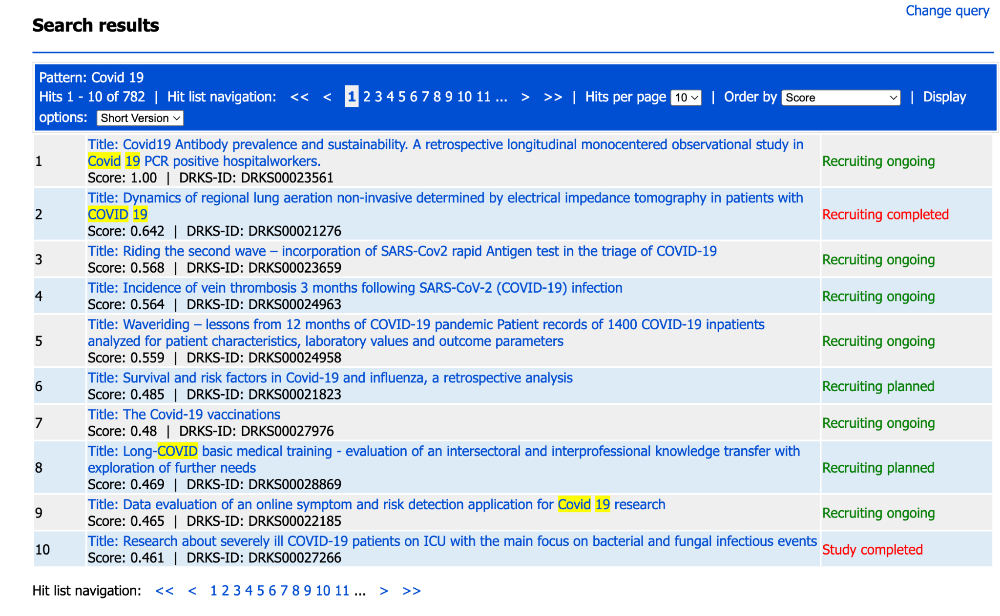 Change query
Search results
Pattern: Covid 19
Hits 1 - 10 of 782 | Hit list navigation: << < 1 2 3 4 5 6 7 8 9 10 11 ... > >> | Hits per page 10 | Order by Score | Display
options: Short Version
Title: Covid19 Antibody prevalence and sustainability. A retrospective longitudinal monocentered observational study in
1 Covid 19 PCR positive hospitalworkers. Recruiting ongoing
Score: 1.00 | DRKS-ID: DRKS00023561
Title: Dynamics of regional lung aeration non-invasive determined by electrical impedance tomography in patients with
2 COVID 19 Recruiting completed
Score: 0.642 | DRKS-ID: DRKS00021276
Title: Riding the second wave – incorporation of SARS-Cov2 rapid Antigen test in the triage of COVID-19
3 Recruiting ongoing
Score: 0.568 | DRKS-ID: DRKS00023659
Title: Incidence of vein thrombosis 3 months following SARS-CoV-2 (COVID-19) infection
4 Recruiting ongoing
Score: 0.564 | DRKS-ID: DRKS00024963
Title: Waveriding – lessons from 12 months of COVID-19 pandemic Patient records of 1400 COVID-19 inpatients
5 analyzed for patient characteristics, laboratory values and outcome parameters Recruiting ongoing
Score: 0.559 | DRKS-ID: DRKS00024958
Title: Survival and risk factors in Covid-19 and influenza, a retrospective analysis
6 Recruiting planned
Score: 0.485 | DRKS-ID: DRKS00021823
Title: The Covid-19 vaccinations
7 Recruiting ongoing
Score: 0.48 | DRKS-ID: DRKS00027976
Title: Long-COVID basic medical training - evaluation of an intersectoral and interprofessional knowledge transfer with
8 exploration of further needs Recruiting planned
Score: 0.469 | DRKS-ID: DRKS00028869
Title: Data evaluation of an online symptom and risk detection application for Covid 19 research
9 Recruiting ongoing
Score: 0.465 | DRKS-ID: DRKS00022185
Title: Research about severely ill COVID-19 patients on ICU with the main focus on bacterial and fungal infectious events
10 Study completed
Score: 0.461 | DRKS-ID: DRKS00027266
Hit list navigation: << < 1 2 3 4 5 6 7 8 9 10 11 ... > >>